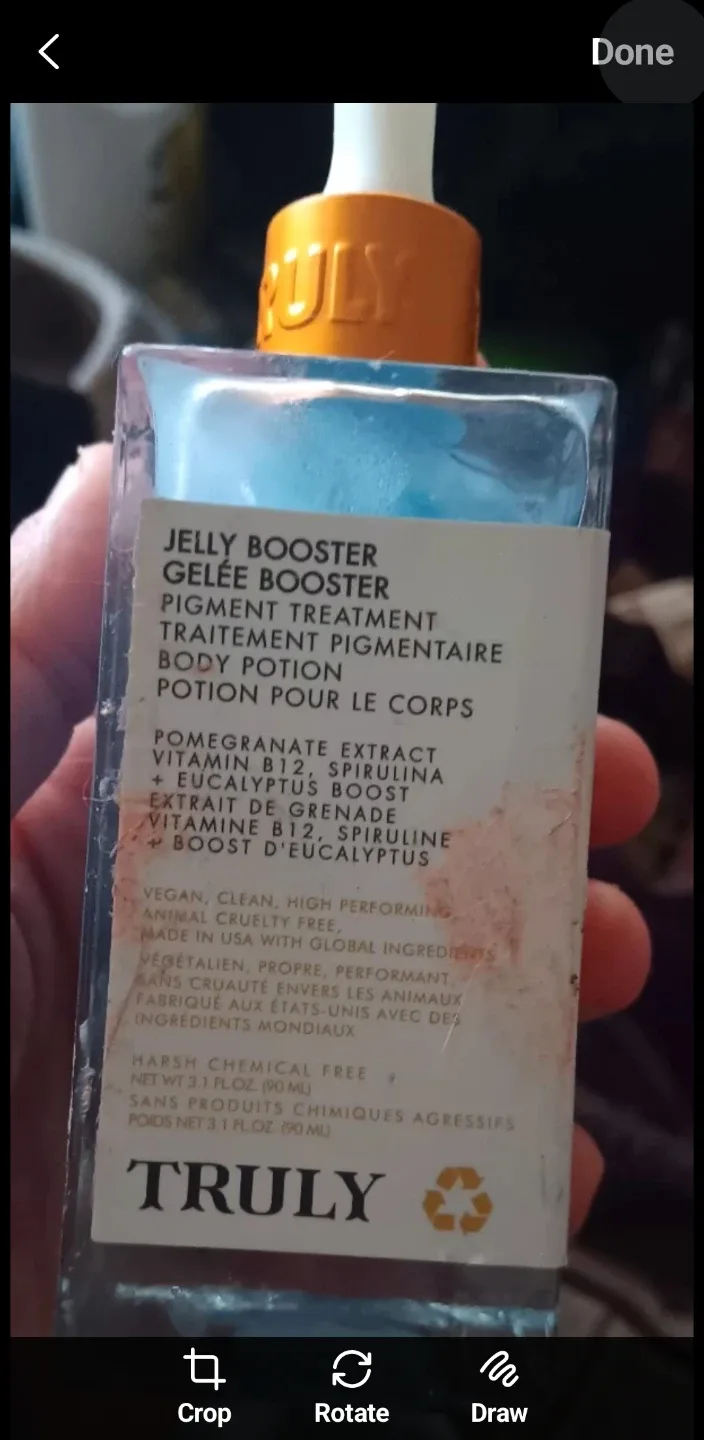 Done
RULY
JELLY BOOSTER
GELÉE BOOSTER
PIGMENT TREATMENT
TRAITEMENT PIGMENTAIRE
BODY POTION
POTION POUR LE CORPS
POMEGRANATE EXTRACT
VITAMIN B12, SPIRULINA
+ EUCALYPTUS BOOST
EXTRAIT DE GRENADE
VITAMINE B12, SPIRULINE
+ BOOST D'EUCALYPTUS
VEGAN, CLEAN, HIGH PERFORMING,
ANIMAL CRUELTY FREE,
MADE IN USA WITH GLOBAL INGREDIENTS
VÉGÉTALIEN, PROPRE, PERFORMANT,
SANS CRUAUTÉ ENVERS LES ANIMAUX
FABRIQUÉ AUX ÉTATS-UNIS AVEC DES
INGRÉDIENTS MONDIAUX
HARSH CHEMICAL FREE
NET WT 3.1 FL.OZ. (90 ML)
SANS PRODUITS CHIMIQUES AGRESSIFS
POIDS NET 3.1 FL.OZ. (90 ML)
TRULY
Crop Rotate Draw